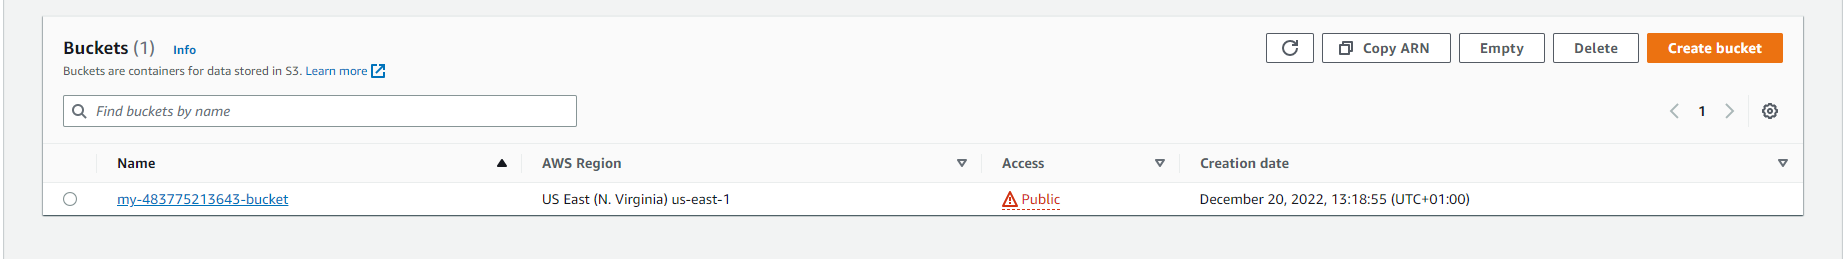 Buckets (1) Info
Copy ARN Empty Delete Create bucket
Buckets are containers for data stored in S3. Learn more
Find buckets by name
1
Name AWS Region Access Creation date
my-483775213643-bucket US East (N. Virginia) us-east-1 Public December 20, 2022, 13:18:55 (UTC+01:00)